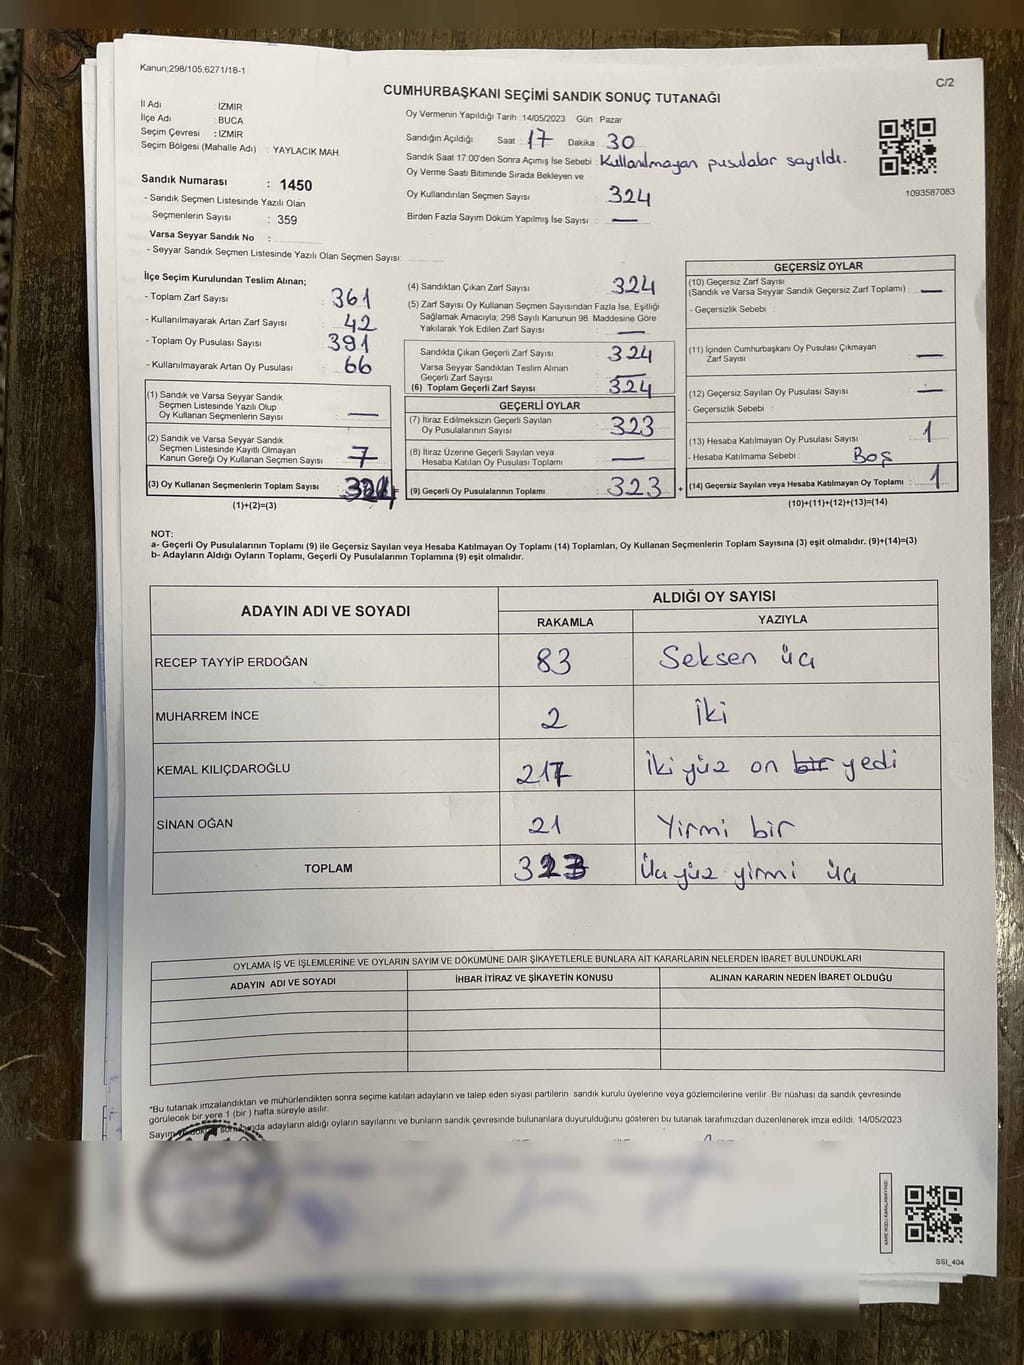 Kanun;298/105;6271/18-1
C/2
CUMHURBAŞKANI SEÇİMİ SANDIK SONUÇ TUTANAĞI
İl Adı : İZMİR
İlçe Adı : BUCA
Seçim Çevresi : İZMİR
Seçim Bölgesi (Mahalle Adı) : YAYLACIK MAH.
Sandık Numarası : 1450
- Sandık Seçmen Listesinde Yazılı Olan
Seçmenlerin Sayısı : 359
Varsa Seyyar Sandık No :
- Seyyar Sandık Seçmen Listesinde Yazılı Olan Seçmen Sayısı:
Oy Vermenin Yapıldığı Tarih : 14/05/2023 Gün : Pazar
Sandığın Açıldığı Saat : 17 Dakika : 30
Sandık Saat 17:00'den Sonra Açımış İse Sebebi : Kullanılmayan pusulalar sayıldı.
Oy Verme Saati Bitiminde Sırada Bekleyen ve
Oy Kullandırılan Seçmen Sayısı : 324
Birden Fazla Sayım Döküm Yapılmış İse Sayısı : —
1093587083
İlçe Seçim Kurulundan Teslim Alınan;
- Toplam Zarf Sayısı : 361
- Kullanılmayarak Artan Zarf Sayısı : 42
- Toplam Oy Pusulası Sayısı : 391
- Kullanılmayarak Artan Oy Pusulası : 66
(1) Sandık ve Varsa Seyyar Sandık
Seçmen Listesinde Yazılı Olup
Oy Kullanan Seçmenlerin Sayısı : —
(2) Sandık ve Varsa Seyyar Sandık
Seçmen Listesinde Kayıtlı Olmayan
Kanun Gereği Oy Kullanan Seçmen Sayısı : 7
(3) Oy Kullanan Seçmenlerin Toplam Sayısı : 324
(1)+(2)=(3)
(4) Sandıktan Çıkan Zarf Sayısı : 324
(5) Zarf Sayısı Oy Kullanan Seçmen Sayısından Fazla İse, Eşitliği
Sağlamak Amacıyla; 298 Sayılı Kanunun 98. Maddesine Göre
Yakılarak Yok Edilen Zarf Sayısı : —
Sandıkta Çıkan Geçerli Zarf Sayısı : 324
Varsa Seyyar Sandıktan Teslim Alınan
Geçerli Zarf Sayısı : —
(6) Toplam Geçerli Zarf Sayısı : 324
GEÇERLİ OYLAR
(7) İtiraz Edilmeksizin Geçerli Sayılan
Oy Pusulalarının Sayısı : 323
(8) İtiraz Üzerine Geçerli Sayılan veya
Hesaba Katılan Oy Pusulası Toplamı : —
(9) Geçerli Oy Pusulalarının Toplamı : 323
GEÇERSİZ OYLAR
(10) Geçersiz Zarf Sayısı
(Sandık ve Varsa Seyyar Sandık Geçersiz Zarf Toplamı) : —
- Geçersizlik Sebebi :
(11) İçinden Cumhurbaşkanı Oy Pusulası Çıkmayan
Zarf Sayısı : —
(12) Geçersiz Sayılan Oy Pusulası Sayısı : —
- Geçersizlik Sebebi :
(13) Hesaba Katılmayan Oy Pusulası Sayısı : 1
- Hesaba Katılmama Sebebi : Boş
+ (14) Geçersiz Sayılan veya Hesaba Katılmayan Oy Toplamı : 1
(10)+(11)+(12)+(13)=(14)
NOT:
a- Geçerli Oy Pusulalarının Toplamı (9) ile Geçersiz Sayılan veya Hesaba Katılmayan Oy Toplamı (14) Toplamları, Oy Kullanan Seçmenlerin Toplam Sayısına (3) eşit olmalıdır. (9)+(14)=(3)
b- Adayların Aldığı Oyların Toplamı, Geçerli Oy Pusulalarının Toplamına (9) eşit olmalıdır.
ADAYIN ADI VE SOYADI ALDIĞI OY SAYISI
RAKAMLA YAZIYLA
RECEP TAYYİP ERDOĞAN 83 Seksen üç
MUHARREM İNCE 2 İki
KEMAL KILIÇDAROĞLU 217 İkiyüz on bir yedi
SİNAN OĞAN 21 Yirmi bir
TOPLAM 323 Üçyüz yirmi üç
OYLAMA İŞ VE İŞLEMLERİNE VE OYLARIN SAYIM VE DÖKÜMÜNE DAİR ŞİKAYETLERLE BUNLARA AİT KARARLARIN NELERDEN İBARET BULUNDUKLARI
ADAYIN ADI VE SOYADI İHBAR İTİRAZ VE ŞİKAYETİN KONUSU ALINAN KARARIN NEDEN İBARET OLDUĞU
*Bu tutanak imzalandıktan ve mühürlendikten sonra seçime katılan adayların ve talep eden siyasi partilerin sandık kurulu üyelerine veya gözlemcilerine verilir. Bir nüshası da sandık çevresinde
görülecek bir yere 1 (bir ) hafta süreyle asılır.
adayların aldığı oyların sayılarını ve bunların sandık çevresinde bulunanlara duyurulduğunu gösteren bu tutanak tarafımızdan düzenlenerek imza edildi. 14/05/2023
SSI_404